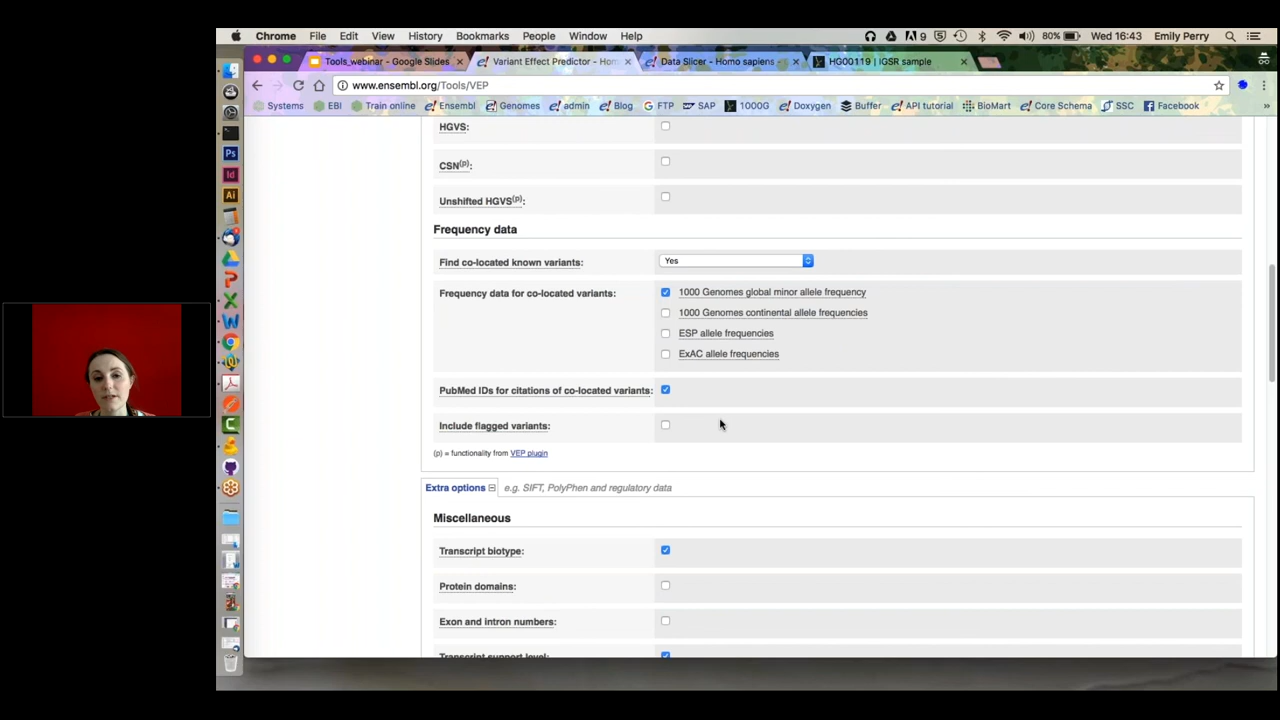 Chrome File Edit View History Bookmarks People Window Help 9 80% Wed 16:43 Emily Perry
Tools_webinar - Google Slides Variant Effect Predictor - Hom Data Slicer - Homo sapiens - HG00119 | IGSR sample
www.ensembl.org/Tools/VEP
Systems EBI Train online Ensembl Genomes admin Blog FTP SAP 1000G Doxygen Buffer API tutorial BioMart Core Schema SSC Facebook »
HGVS:
CSN(p):
Unshifted HGVS(p):
Frequency data
Find co-located known variants: Yes
Frequency data for co-located variants: 1000 Genomes global minor allele frequency
1000 Genomes continental allele frequencies
ESP allele frequencies
ExAC allele frequencies
PubMed IDs for citations of co-located variants:
Include flagged variants:
(p) = functionality from VEP plugin
Extra options e.g. SIFT, PolyPhen and regulatory data
Miscellaneous
Transcript biotype:
Protein domains:
Exon and intron numbers:
Transcript support level: